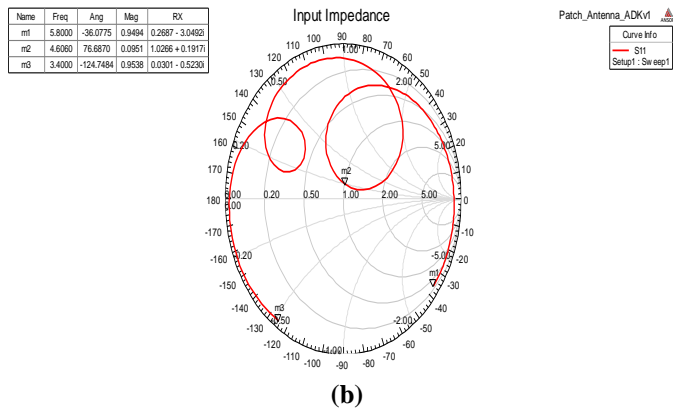 Input Impedance
Patch_Antenna_ADKv1
ANSOFT
Name Freq Ang Mag RX
m1 5.8000 -36.0775 0.9494 0.2687 - 3.0492i
m2 4.6060 76.6870 0.0951 1.0266 + 0.1917i
m3 3.4000 -124.7484 0.9538 0.0301 - 0.5230i
Curve Info
S11
Setup1 : Sweep1
90
100 80
110 70
120 60
130 50
140 40
150 30
160 20
170 10
180 0
-170 -10
-160 -20
-150 -30
-140 -40
-130 -50
-120 -60
-110 -70
-100 -80
-90
1.00
0.50 2.00
0.20 5.00
m2
0.00 0.20 0.50 1.00 2.00 5.00
0.00
-0.20 -5.00
m1
m3
-0.50 -2.00
-1.00
(b)